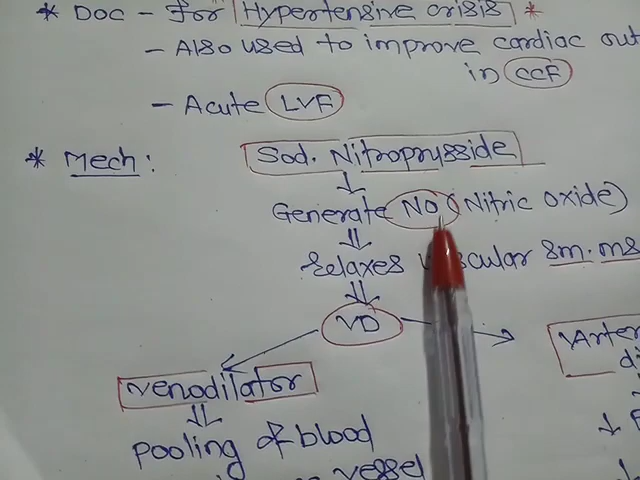 * DOC - For Hypertensive crisis *
- Also used to improve cardiac out
in CCF
- Acute LVF
* Mech : Sod. Nitroprusside
↓
Generate NO (Nitric oxide)
⇓
Relaxes vascular sm. ms
⇓
VD
Venodilator
⇓
Pooling of blood
vessel
↓